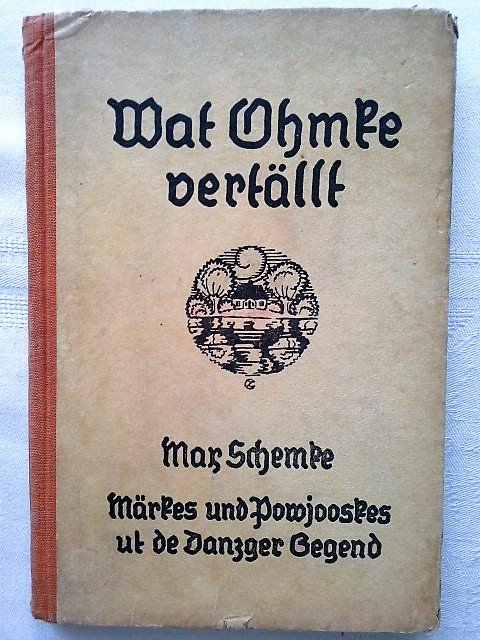 Wat Ohmke
vertällt
Max Schemke
Märkes und Powjooskes
ut de Danzger Gegend